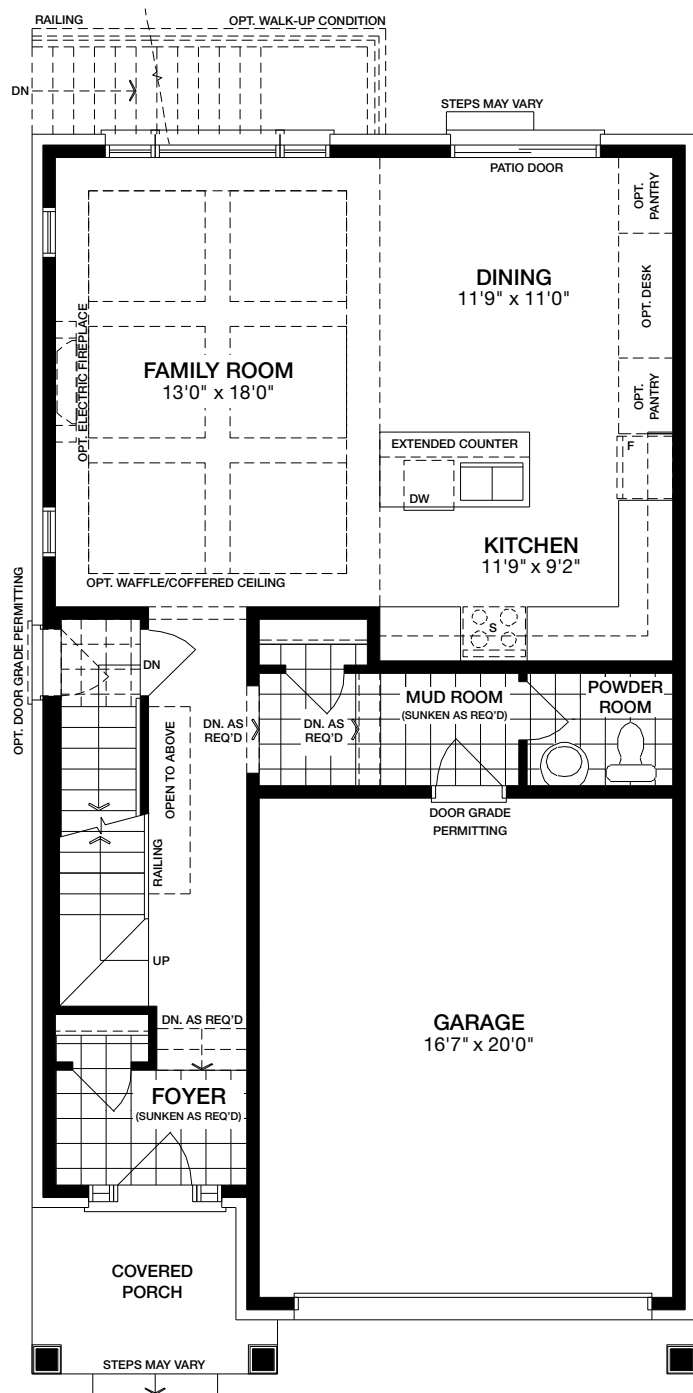 RAILING
OPT. WALK-UP CONDITION
DN
STEPS MAY VARY
PATIO DOOR
OPT.
PANTRY
DINING
11'9" x 11'0"
OPT. DESK
OPT. ELECTRIC FIREPLACE
FAMILY ROOM
13'0" x 18'0"
OPT.
PANTRY
EXTENDED COUNTER
F
DW
KITCHEN
11'9" x 9'2"
OPT. WAFFLE/COFFERED CEILING
OPT. DOOR GRADE PERMITTING
S
DN
DN. AS
REQ'D
DN. AS
REQ'D
MUD ROOM
(SUNKEN AS REQ'D)
POWDER
ROOM
OPEN TO ABOVE
DOOR GRADE
PERMITTING
RAILING
UP
DN. AS REQ'D
GARAGE
16'7" x 20'0"
FOYER
(SUNKEN AS REQ'D)
COVERED
PORCH
STEPS MAY VARY